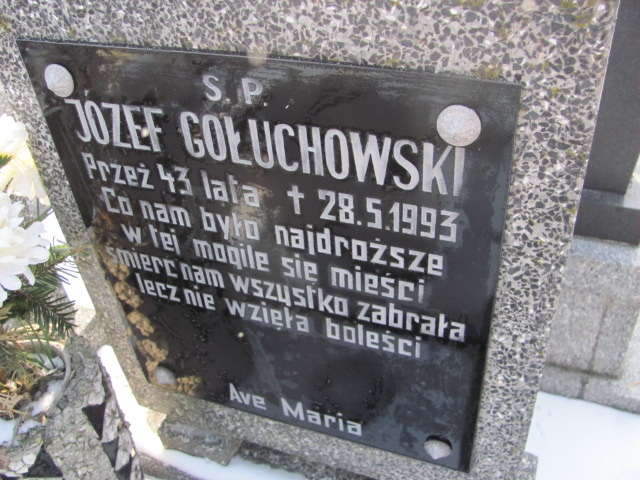 Ś. P.
JÓZEF GOŁUCHOWSKI
Przeż. 43 lata ✝ 28.5.1993
Co nam było najdroższe
w tej mogile się mieści
śmierć nam wszystko zabrała
lecz nie wzięła boleści
Ave Maria